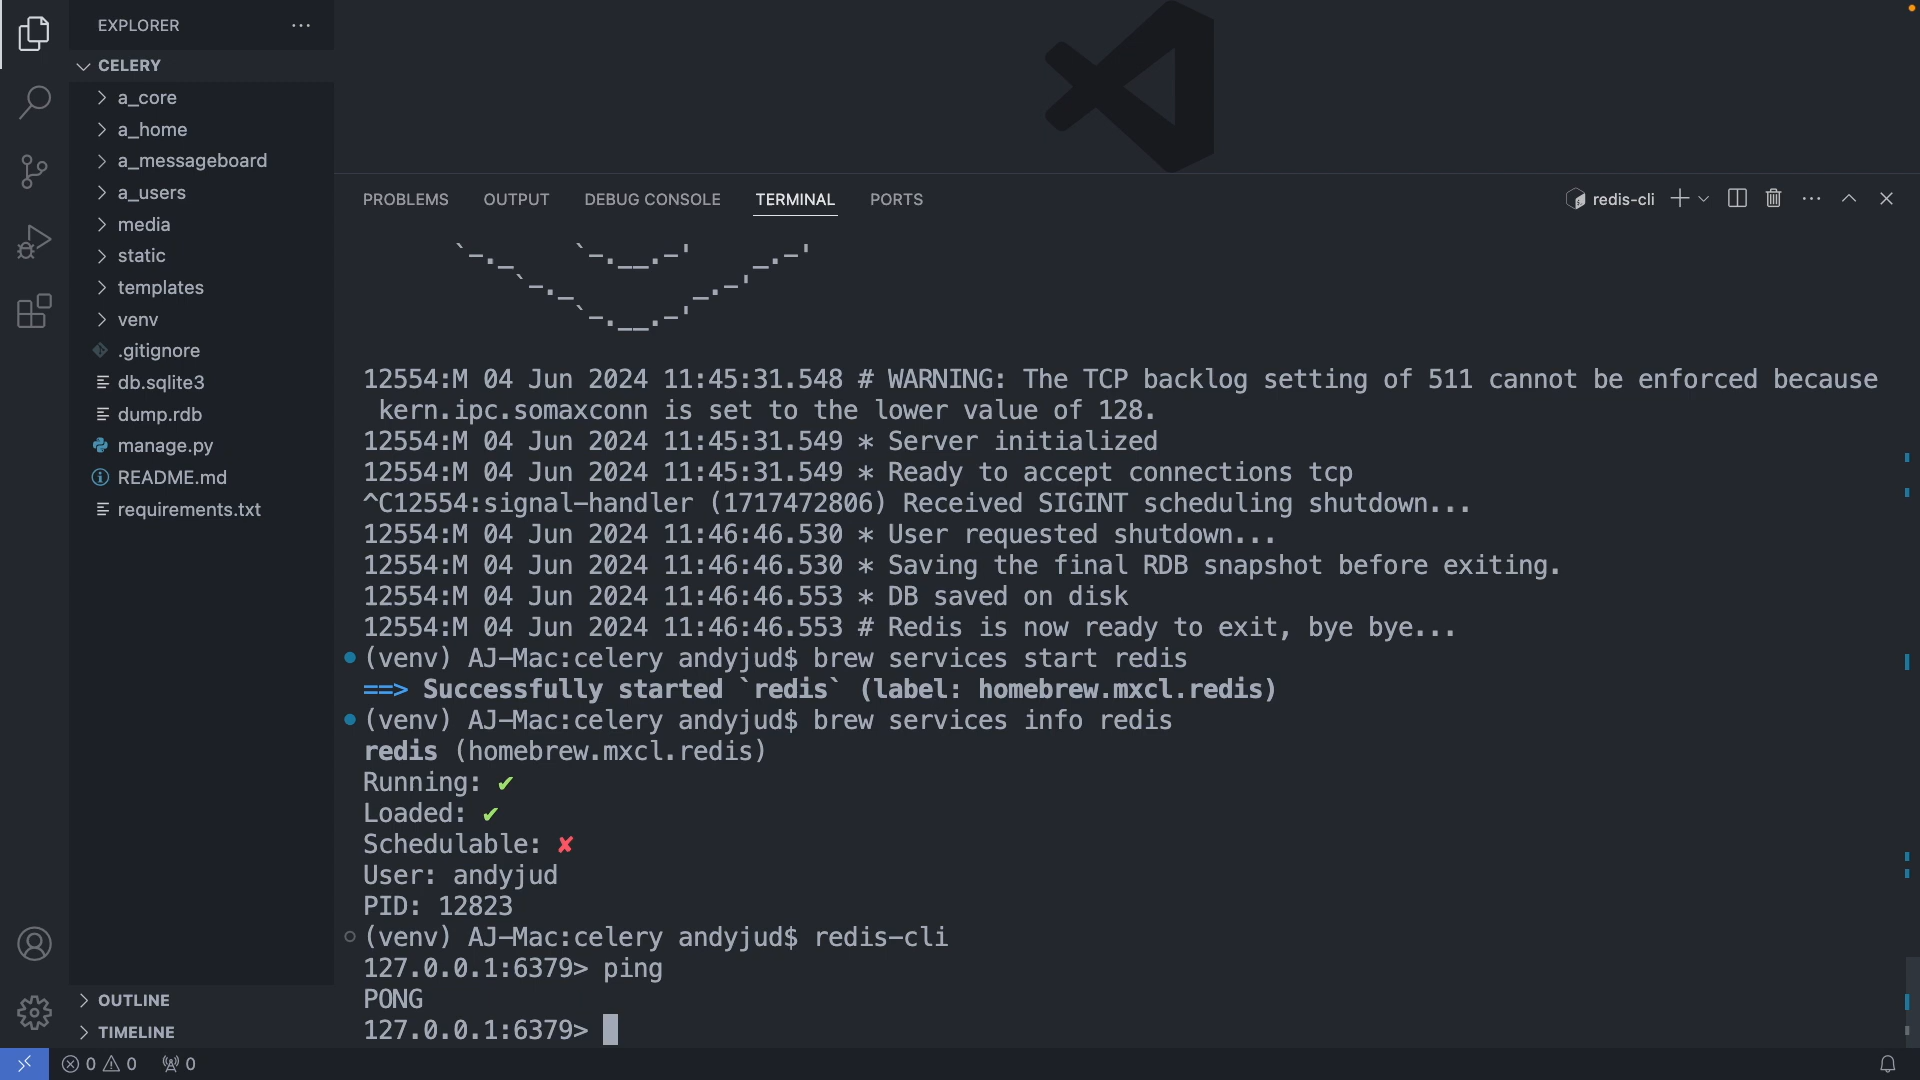 EXPLORER
CELERY
a_core
a_home
a_messageboard
a_users
media
static
templates
venv
.gitignore
db.sqlite3
dump.rdb
manage.py
README.md
requirements.txt
OUTLINE
TIMELINE
PROBLEMS OUTPUT DEBUG CONSOLE TERMINAL PORTS
redis-cli
12554:M 04 Jun 2024 11:45:31.548 # WARNING: The TCP backlog setting of 511 cannot be enforced because
kern.ipc.somaxconn is set to the lower value of 128.
12554:M 04 Jun 2024 11:45:31.549 * Server initialized
12554:M 04 Jun 2024 11:45:31.549 * Ready to accept connections tcp
^C12554:signal-handler (1717472806) Received SIGINT scheduling shutdown...
12554:M 04 Jun 2024 11:46:46.530 * User requested shutdown...
12554:M 04 Jun 2024 11:46:46.530 * Saving the final RDB snapshot before exiting.
12554:M 04 Jun 2024 11:46:46.553 * DB saved on disk
12554:M 04 Jun 2024 11:46:46.553 # Redis is now ready to exit, bye bye...
(venv) AJ-Mac:celery andyjud$ brew services start redis
==> Successfully started `redis` (label: homebrew.mxcl.redis)
(venv) AJ-Mac:celery andyjud$ brew services info redis
redis (homebrew.mxcl.redis)
Running: ✔
Loaded: ✔
Schedulable: ✘
User: andyjud
PID: 12823
(venv) AJ-Mac:celery andyjud$ redis-cli
127.0.0.1:6379> ping
PONG
127.0.0.1:6379>
0 0 0